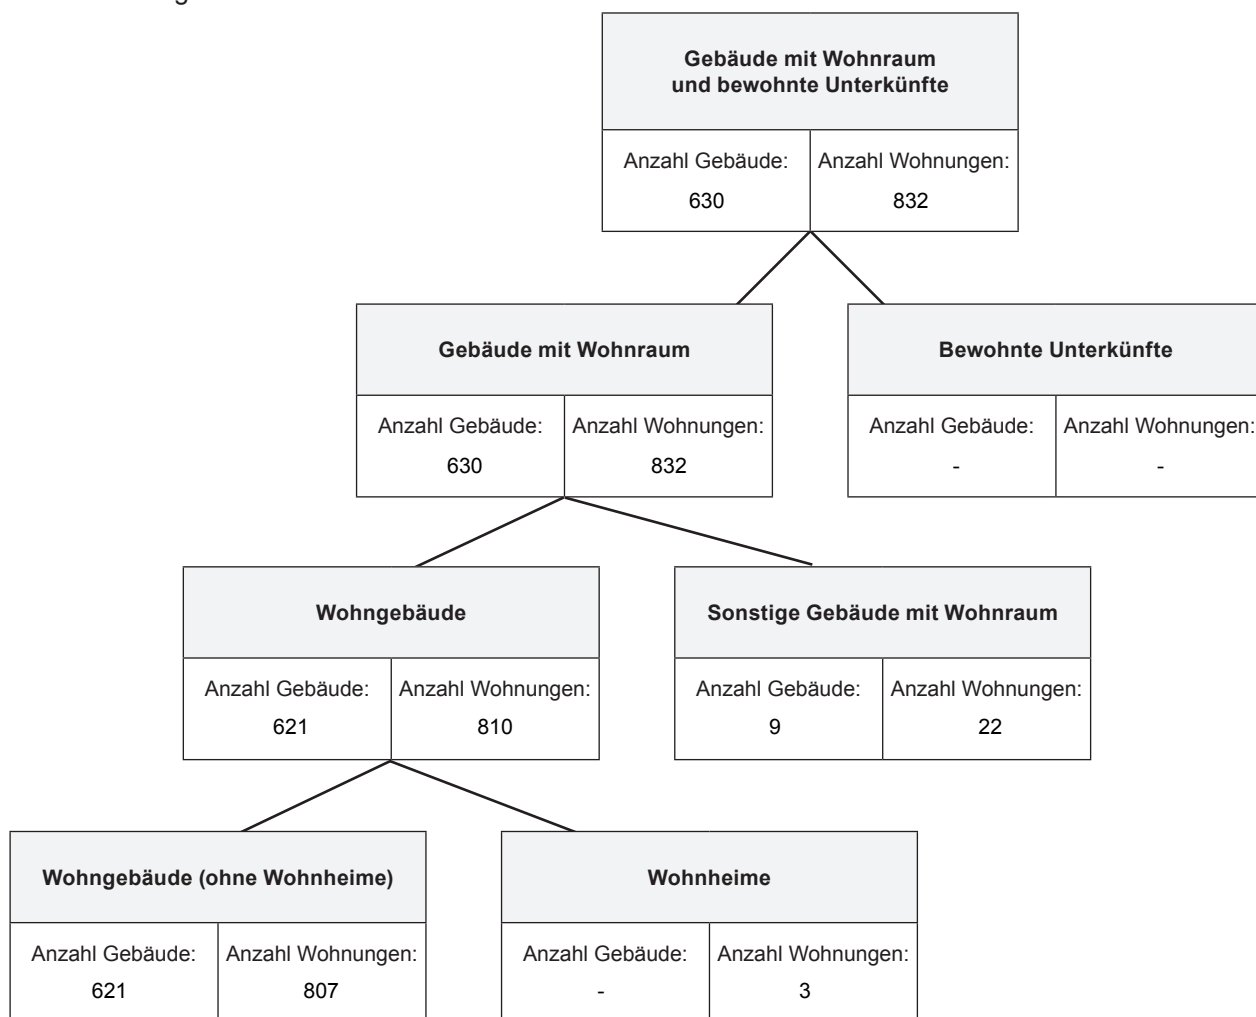 Gebäude mit Wohnraum
und bewohnte Unterkünfte
Anzahl Gebäude:
630
Anzahl Wohnungen:
832
Gebäude mit Wohnraum
Anzahl Gebäude:
630
Anzahl Wohnungen:
832
Bewohnte Unterkünfte
Anzahl Gebäude:
-
Anzahl Wohnungen:
-
Wohngebäude
Anzahl Gebäude:
621
Anzahl Wohnungen:
810
Sonstige Gebäude mit Wohnraum
Anzahl Gebäude:
9
Anzahl Wohnungen:
22
Wohngebäude (ohne Wohnheime)
Anzahl Gebäude:
621
Anzahl Wohnungen:
807
Wohnheime
Anzahl Gebäude:
-
Anzahl Wohnungen:
3